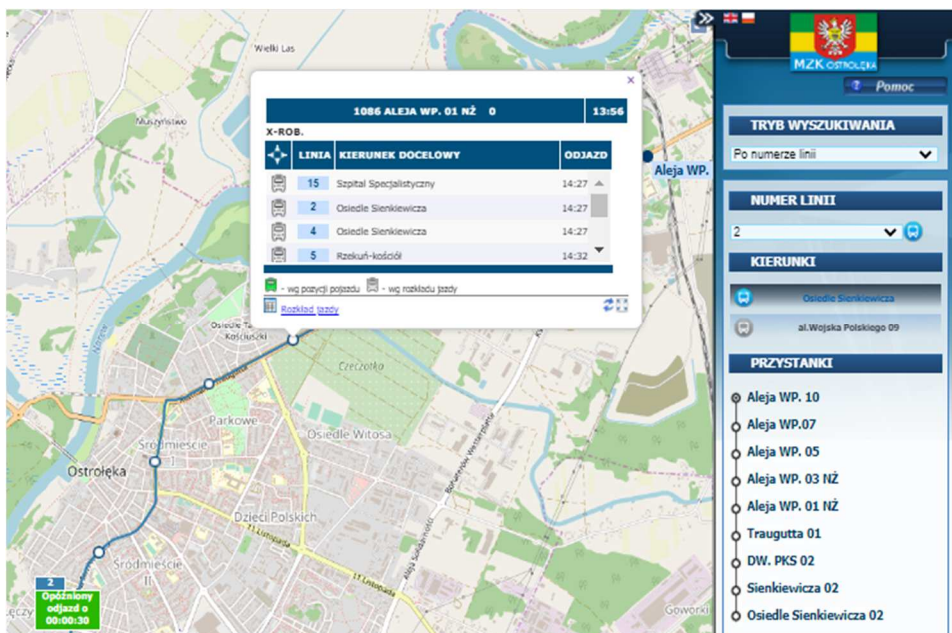 Wielki Las
Muszyństwo
Narew
×
1086 ALEJA WP. 01 NŻ 0 13:56
X-ROB.
LINIA KIERUNEK DOCELOWY ODJAZD
15 Szpital Specjalistyczny 14:27
2 Osiedle Sienkiewicza 14:27
4 Osiedle Sienkiewicza 14:27
5 Rzekuń-kościół 14:32
- wg pozycji pojazdu - wg rozkładu jazdy
Rozkład jazdy
Aleja WP.
Kościuszki
Czeczotka
Traugutta
Parkowe
Osiedle Witosa
Bohaterów Westerplatte
Śródmieście
I
Ostrołęka
Dzieci Polskich
11 Listopada
Aleja Solidarności
Śródmieście
II
11 Listopada
Goworki
2
Opóźniony
odjazd o
00:00:30
MZK OSTROŁĘKA
? Pomoc
TRYB WYSZUKIWANIA
Po numerze linii
NUMER LINII
2
KIERUNKI
Osiedle Sienkiewicza
al.Wojska Polskiego 09
PRZYSTANKI
Aleja WP. 10
Aleja WP.07
Aleja WP. 05
Aleja WP. 03 NŻ
Aleja WP. 01 NŻ
Traugutta 01
DW. PKS 02
Sienkiewicza 02
Osiedle Sienkiewicza 02